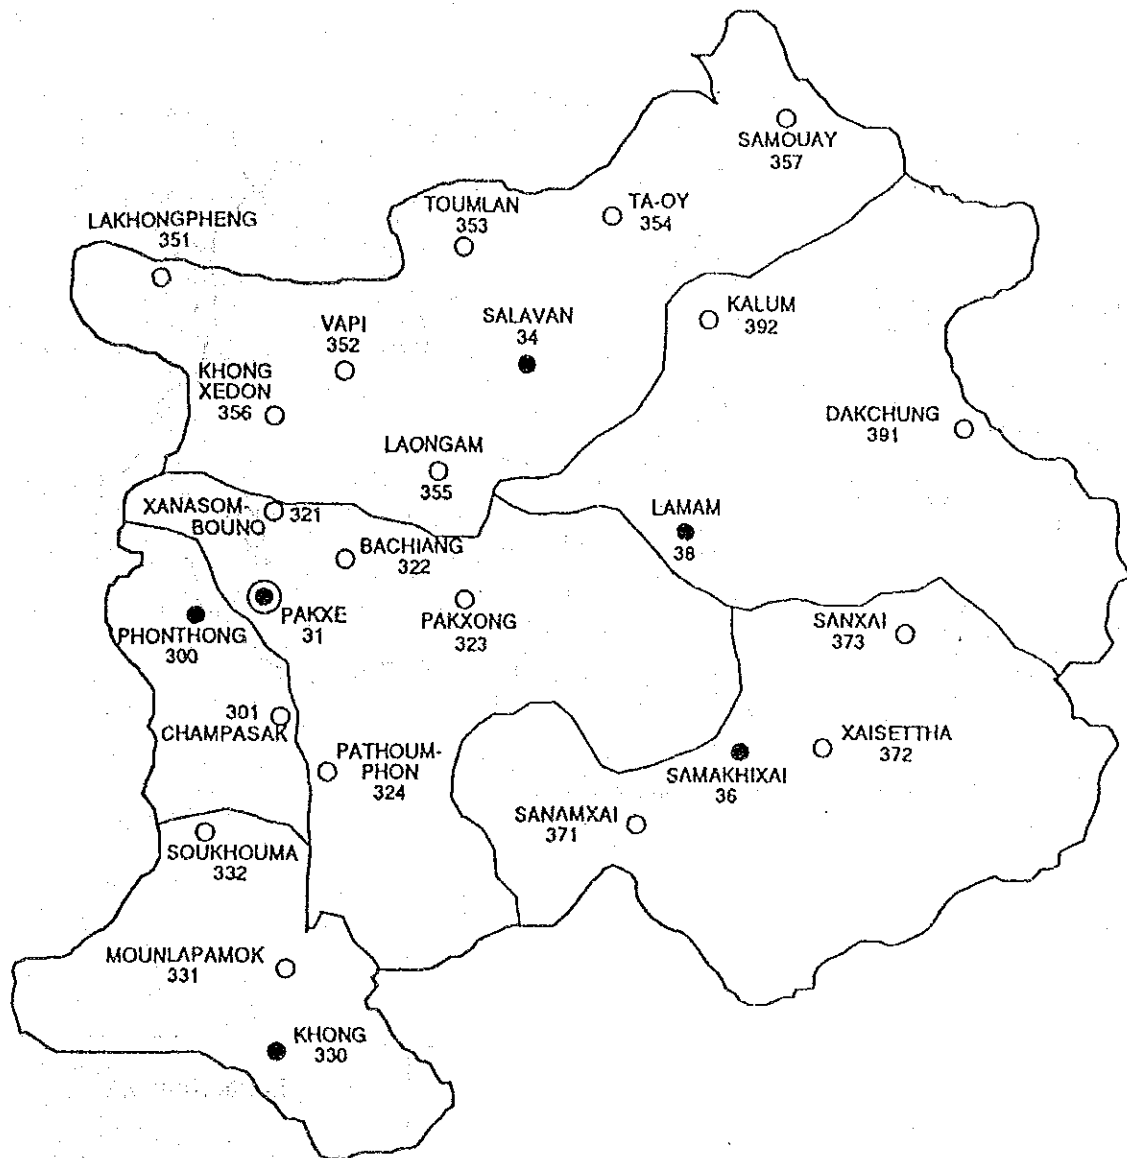 SAMOUAY
357
TA-OY
354
TOUMLAN
353
LAKHONGPHENG
351
KALUM
392
SALAVAN
34
VAPI
352
KHONG
XEDON
356
DAKCHUNG
391
LAONGAM
355
XANASOM-
BOUNO
321
LAMAM
38
BACHIANG
322
PAKXE
31
PHONTHONG
300
PAKXONG
323
SANXAI
373
301
CHAMPASAK
XAISETTHA
372
PATHOUM-
PHON
324
SAMAKHIXAI
36
SANAMXAI
371
SOUKHOUMA
332
MOUNLAPAMOK
331
KHONG
330